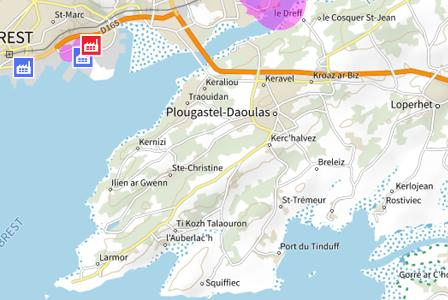 le Dreff
le Cousquer St-Jean
St-Marc
D165
REST
Keraliou
Keravel
Kroaz ar Biz
Traouidan
Loperhet
Plougastel-Daoulas
Kerc'halvez
Kernizi
Breleiz
Ste-Christine
Ilien ar Gwenn
Kerlojean
Rostiviec
St-Trémeur
Ti Kozh Talaouron
l'Auberlac'h
BREST
Port du Tinduff
Larmor
Gorré ar C'ho
Squiffiec